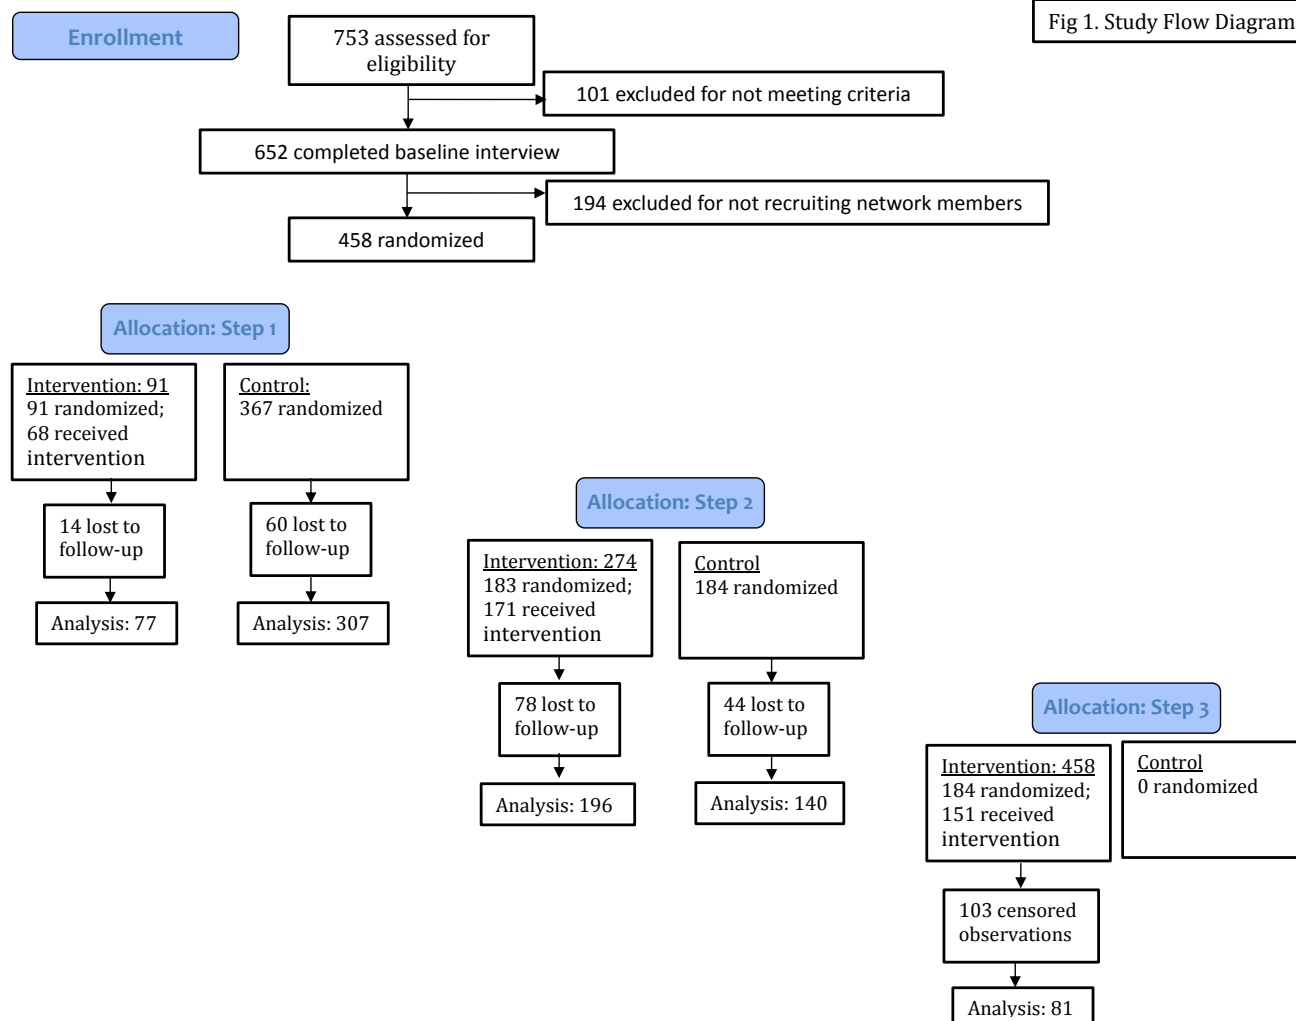 Enrollment
753 assessed for
eligibility
Fig 1. Study Flow Diagram
101 excluded for not meeting criteria
652 completed baseline interview
194 excluded for not recruiting network members
458 randomized
Allocation: Step 1
Intervention: 91
91 randomized;
68 received
intervention
Control:
367 randomized
14 lost to
follow-up
60 lost to
follow-up
Analysis: 77
Analysis: 307
Allocation: Step 2
Intervention: 274
183 randomized;
171 received
intervention
Control
184 randomized
78 lost to
follow-up
44 lost to
follow-up
Analysis: 196
Analysis: 140
Allocation: Step 3
Intervention: 458
184 randomized;
151 received
intervention
Control
0 randomized
103 censored
observations
Analysis: 81